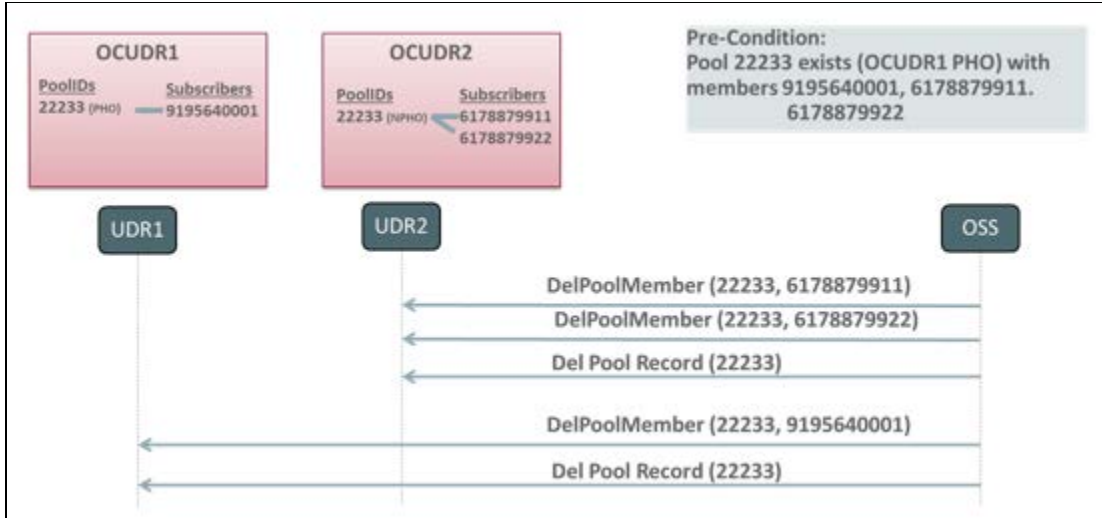 OCUDR1
PoolIDs Subscribers
22233 (PHO) 9195640001
OCUDR2
PoolIDs Subscribers
22233 (NPHO) 6178879911
6178879922
Pre-Condition:
Pool 22233 exists (OCUDR1 PHO) with
members 9195640001, 6178879911.
6178879922
UDR1
UDR2
OSS
DelPoolMember (22233, 6178879911)
DelPoolMember (22233, 6178879922)
Del Pool Record (22233)
DelPoolMember (22233, 9195640001)
Del Pool Record (22233)